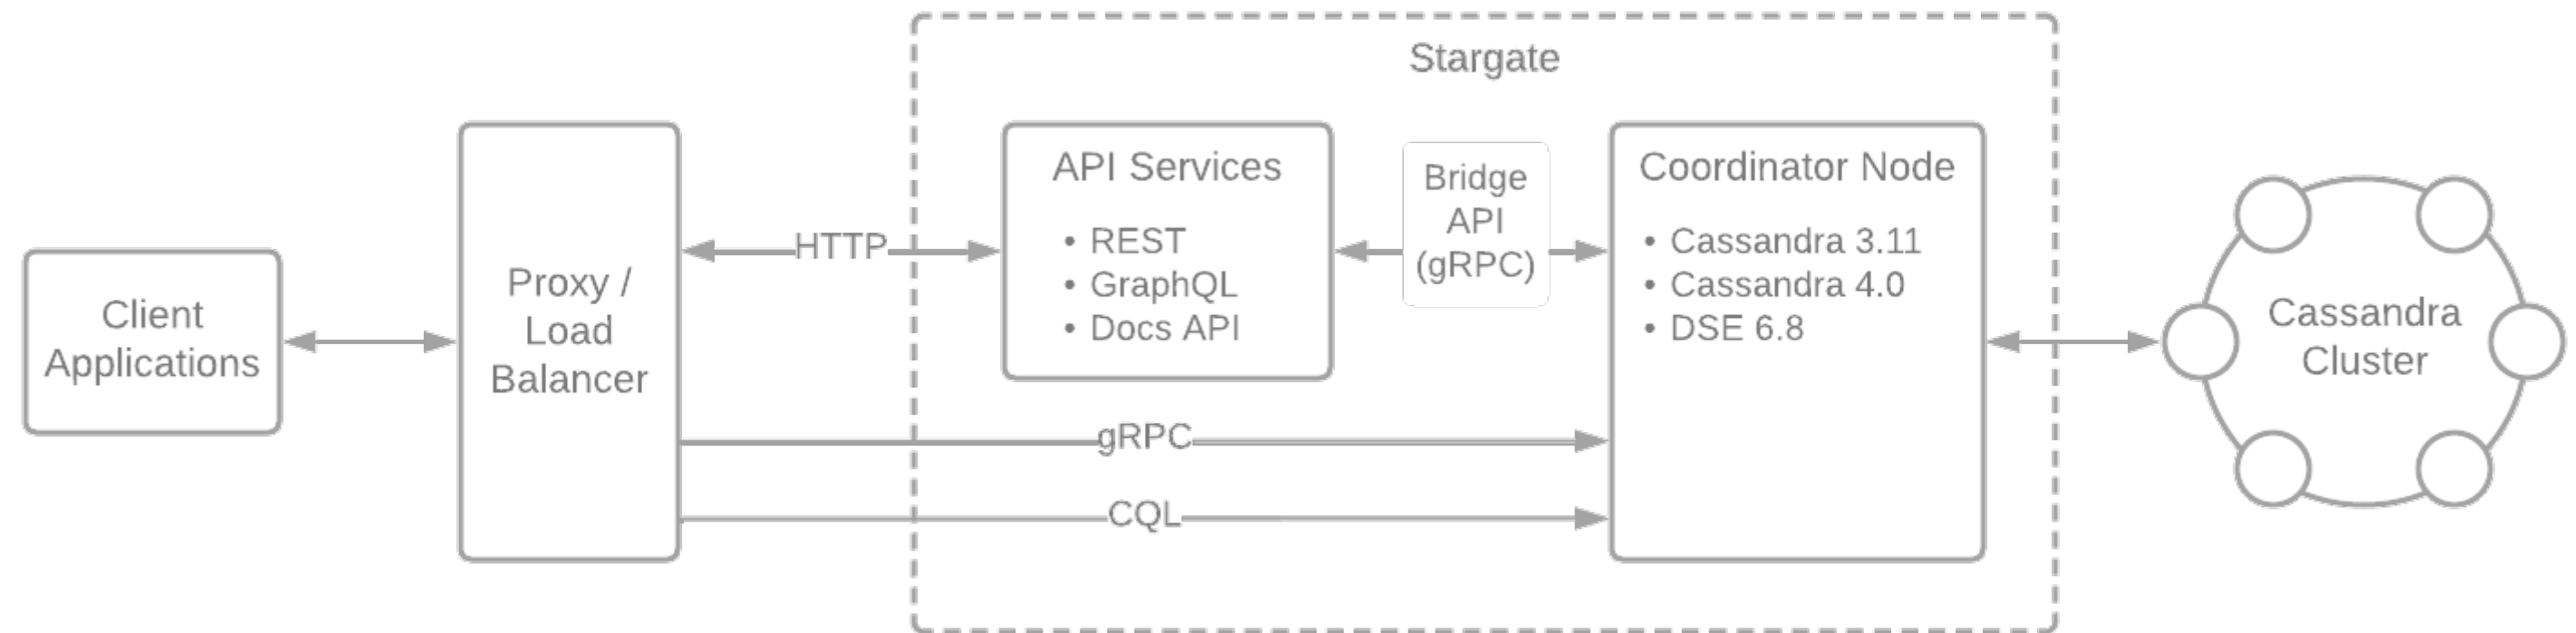 Stargate
Client
Applications
Proxy /
Load
Balancer
HTTP
gRPC
CQL
API Services
• REST
• GraphQL
• Docs API
Bridge
API
(gRPC)
Coordinator Node
• Cassandra 3.11
• Cassandra 4.0
• DSE 6.8
Cassandra
Cluster